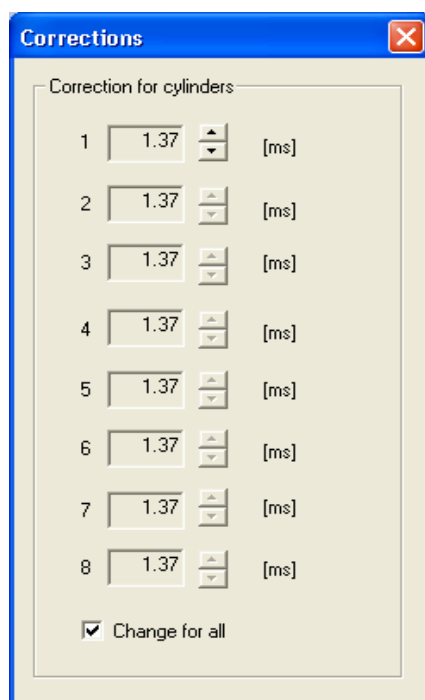 Corrections
Correction for cylinders
1 1.37 [ms]
2 1.37 [ms]
3 1.37 [ms]
4 1.37 [ms]
5 1.37 [ms]
6 1.37 [ms]
7 1.37 [ms]
8 1.37 [ms]
Change for all